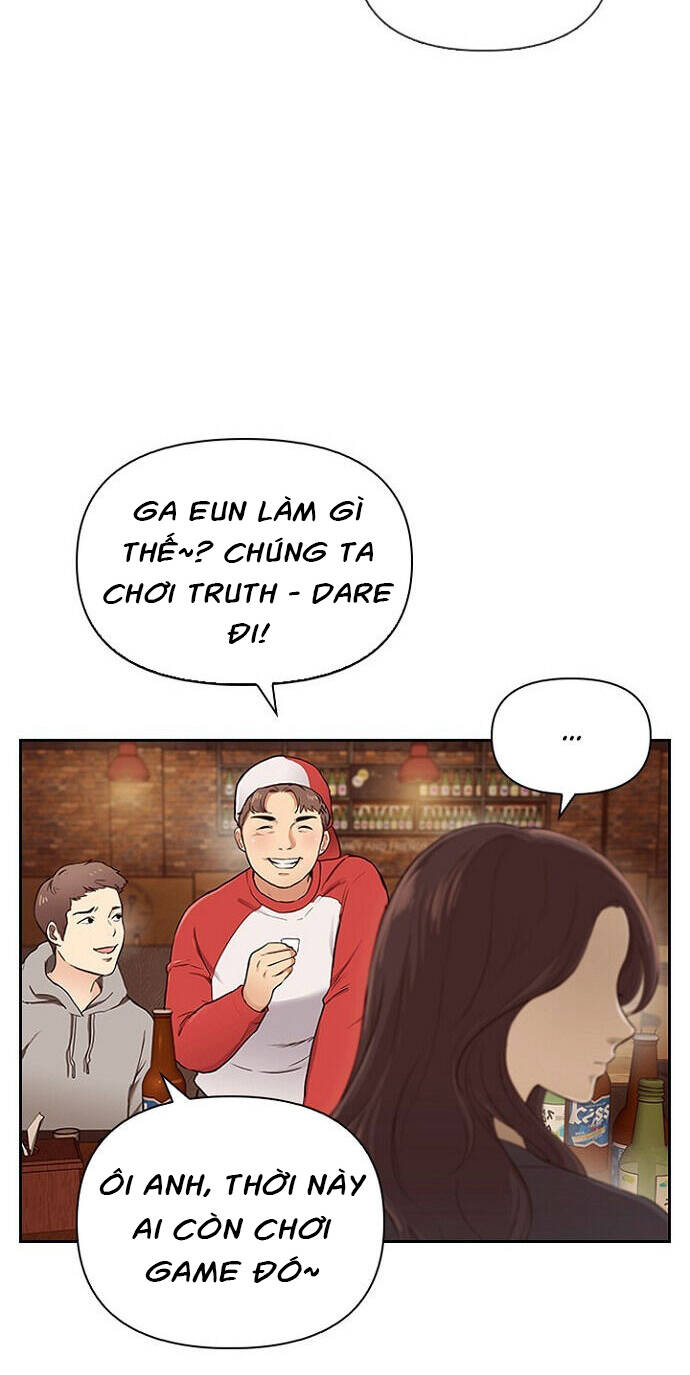 GA EUN LÀM GÌ
THẾ~? CHÚNG TA
CHƠI TRUTH - DARE
ĐI!
...
ÔI ANH, THỜI NÀY
AI CÒN CHƠI
GAME ĐÓ~